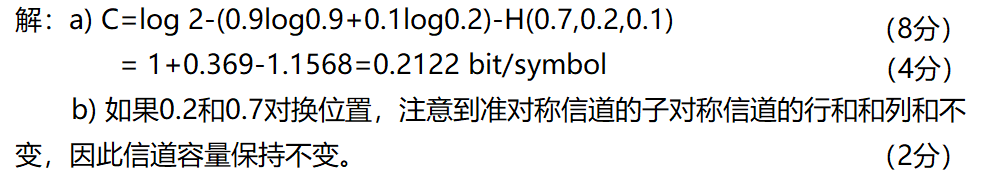 解：a) C=log 2-(0.9log0.9+0.1log0.2)-H(0.7,0.2,0.1) （8分）
= 1+0.369-1.1568=0.2122 bit/symbol （4分）
b) 如果0.2和0.7对换位置，注意到准对称信道的子对称信道的行和和列和不
变，因此信道容量保持不变。 （2分）